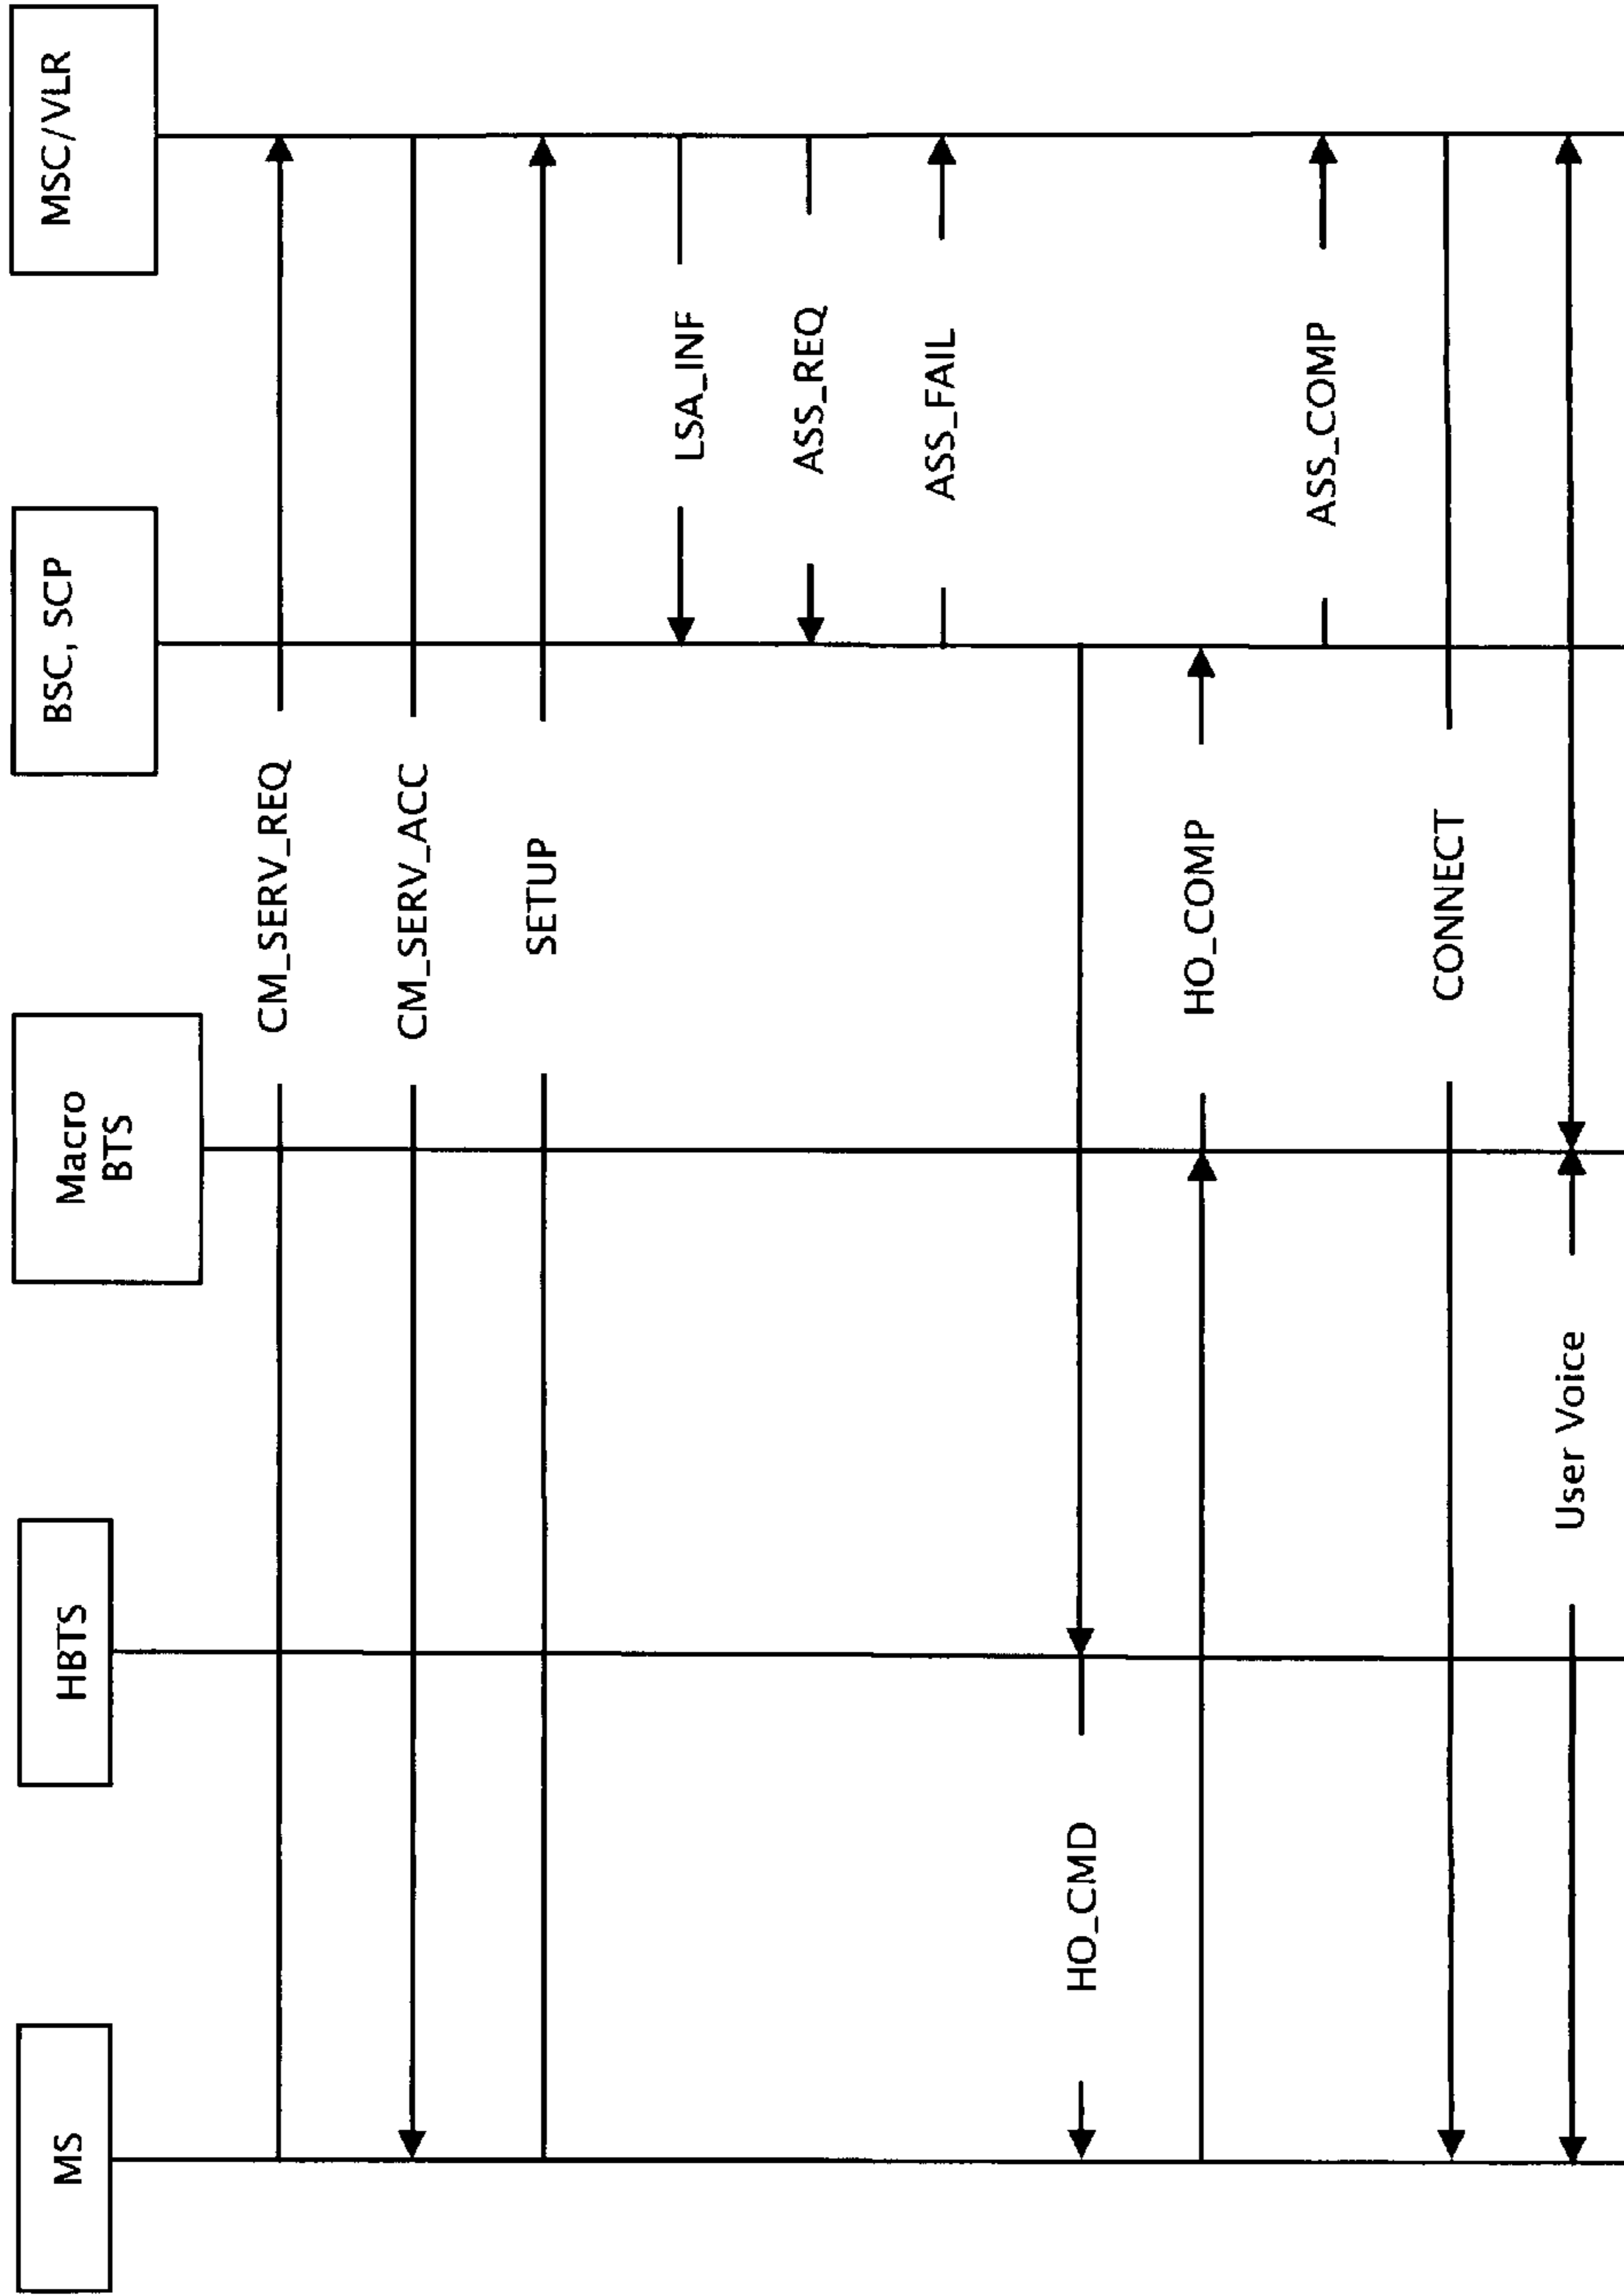 MS
HBTS
Macro
BTS
BSC, SCP
MSC/VLR
CM_SERV_REQ
CM_SERV_ACC
SETUP
LSA_INF
ASS_REQ
ASS_FAIL
HO_CMD
HO_COMP
ASS_COMP
CONNECT
User Voice